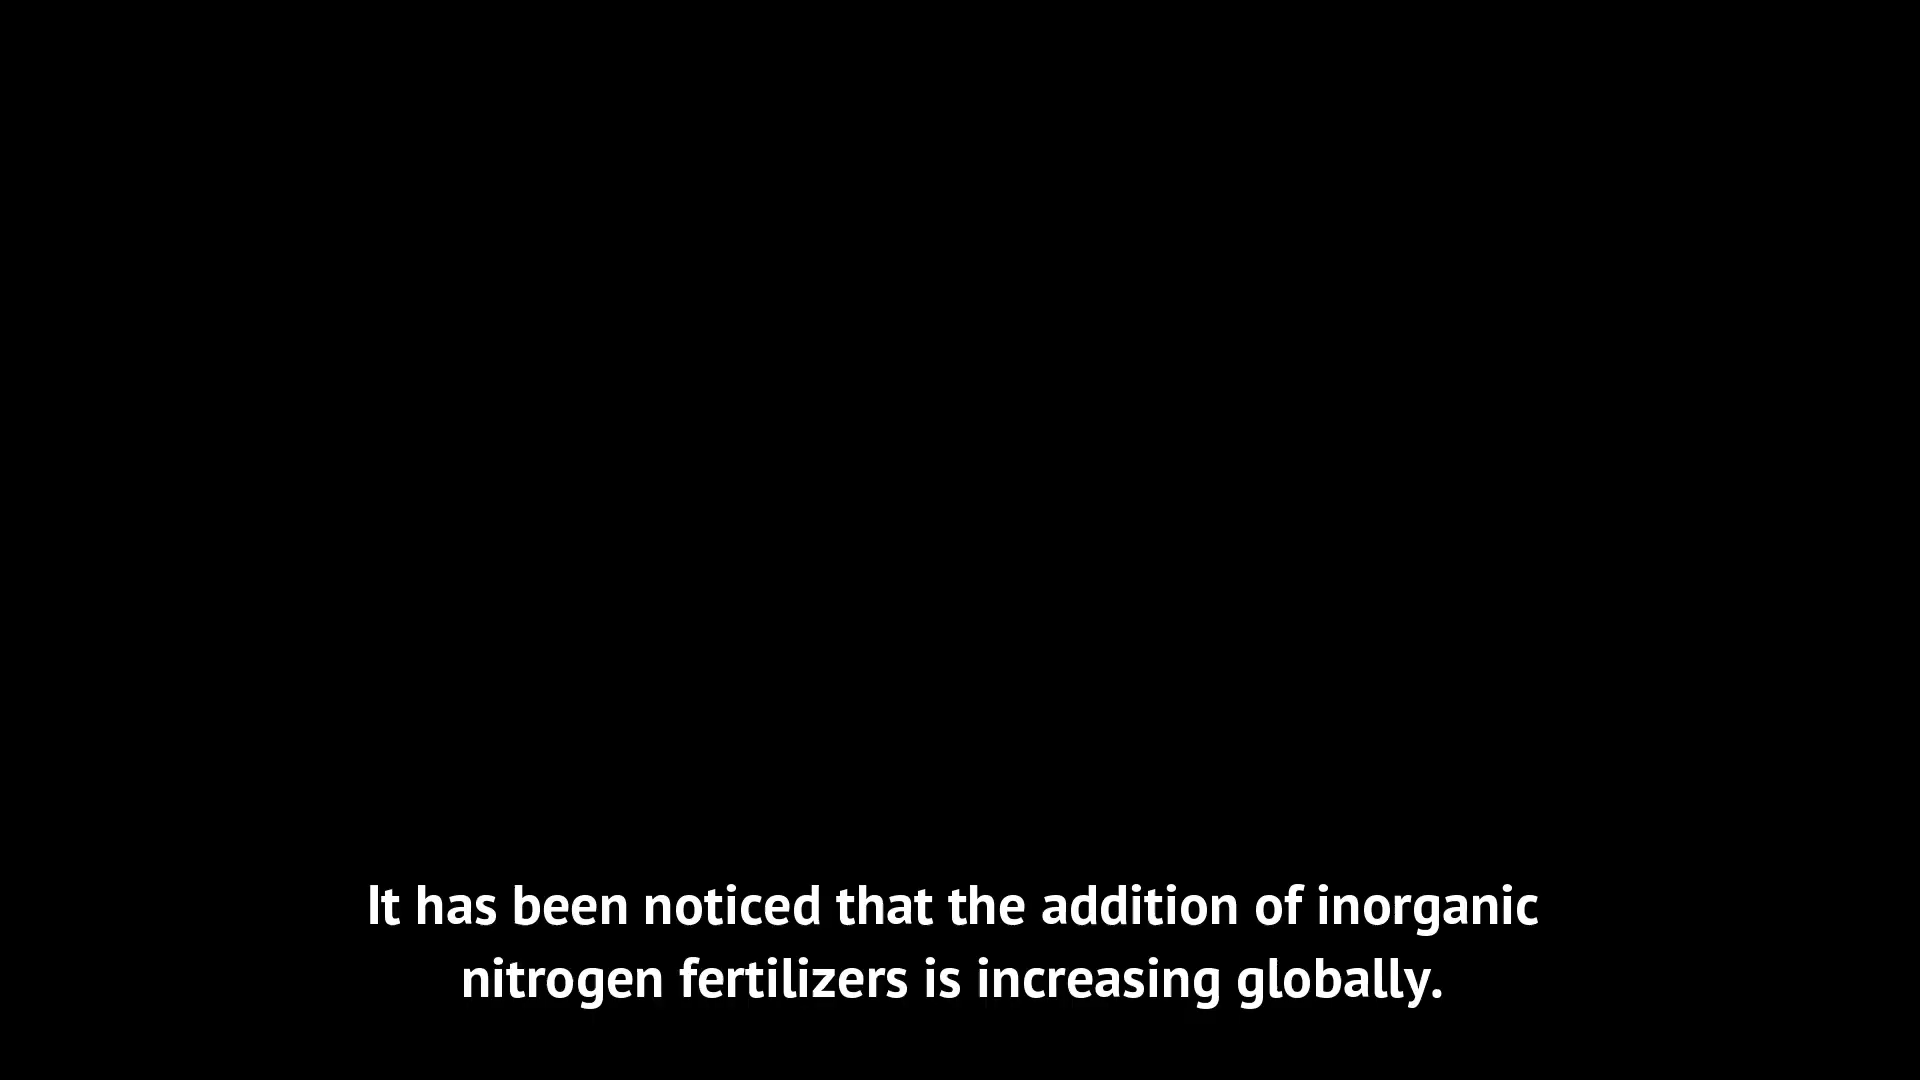 It has been noticed that the addition of inorganic
nitrogen fertilizers is increasing globally.